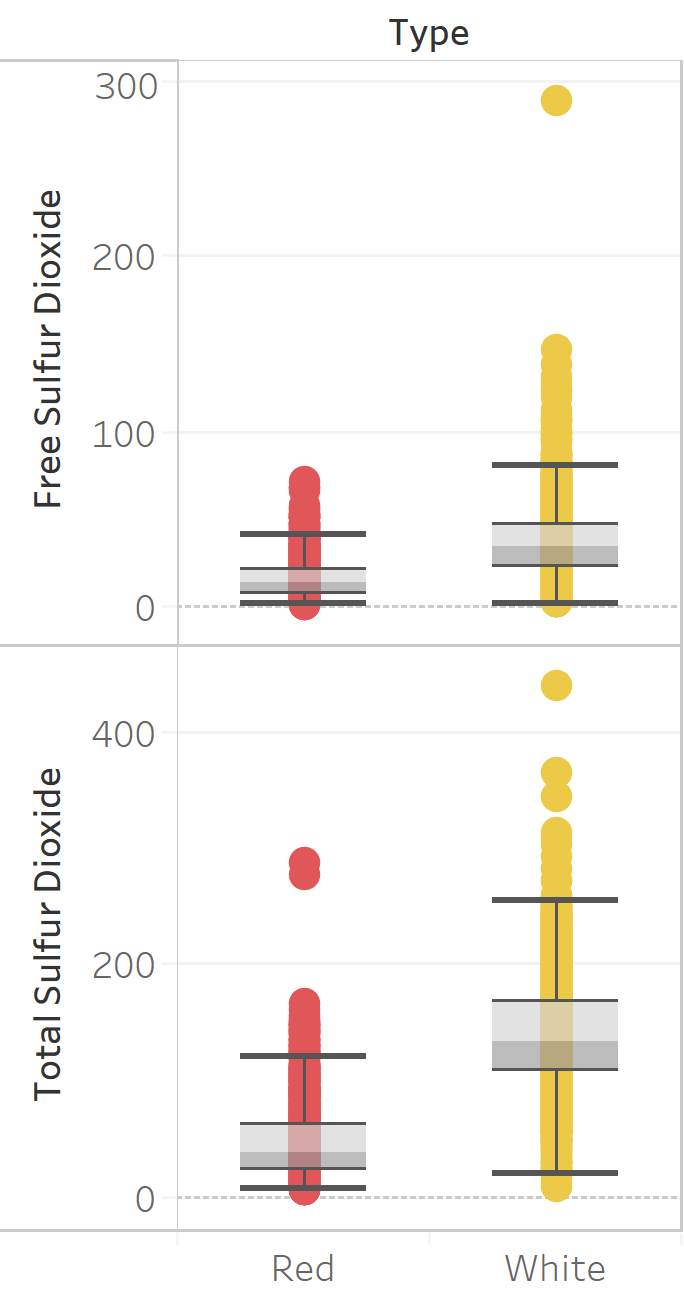 Type
Free Sulfur Dioxide
300
200
100
0
Total Sulfur Dioxide
400
200
0
Red
White